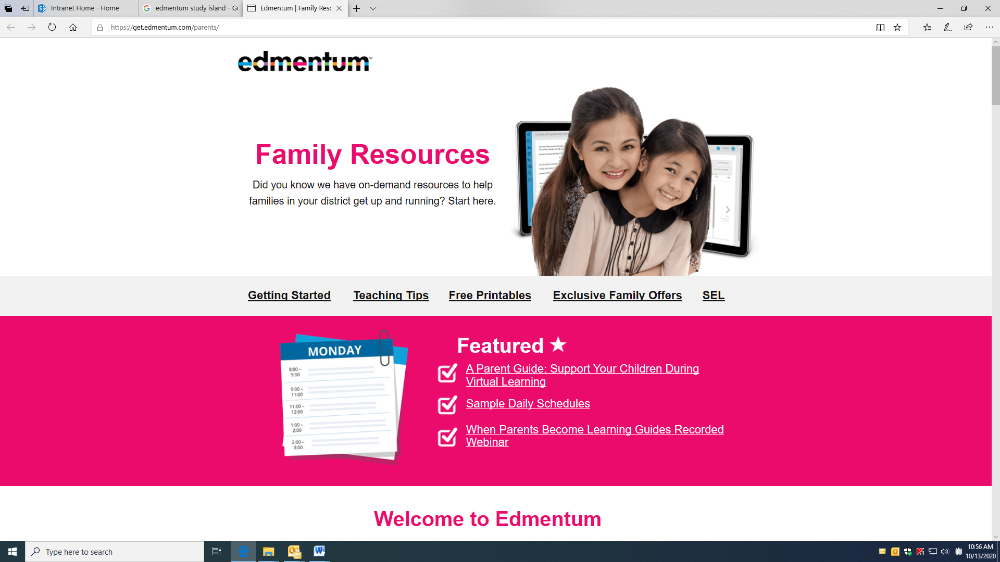 Intranet Home - Home
edmentum study island - Go
Edmentum | Family Resc
https://get.edmentum.com/parents/
edmentum™
Family Resources
Did you know we have on-demand resources to help
families in your district get up and running? Start here.
Getting Started
Teaching Tips
Free Printables
Exclusive Family Offers
SEL
MONDAY
8:00 –
9:00
9:00 –
11:00
11:00 –
12:00
1:00 –
2:00
2:00 –
3:00
Featured
A Parent Guide: Support Your Children During
Virtual Learning
Sample Daily Schedules
When Parents Become Learning Guides Recorded
Webinar
Welcome to Edmentum
Type here to search
10:56 AM
10/13/2020